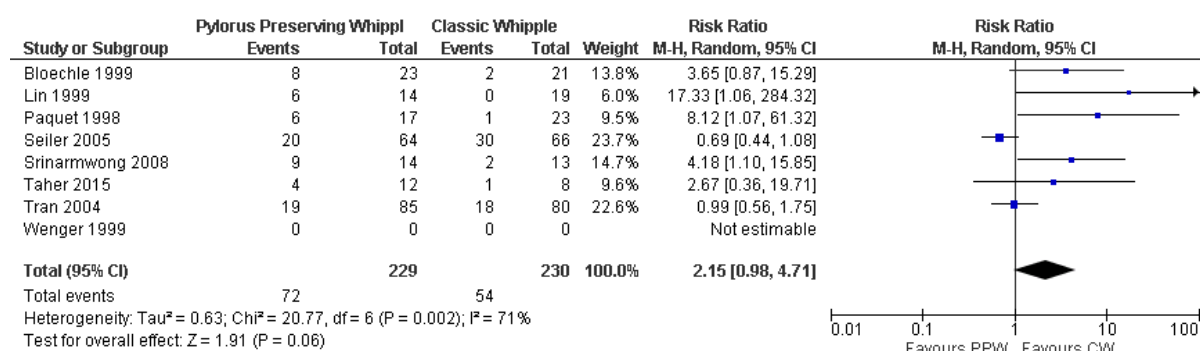 Pylorus Preserving Whippl Classic Whipple Risk Ratio Risk Ratio
Study or Subgroup Events Total Events Total Weight M-H, Random, 95% CI M-H, Random, 95% CI
Bloechle 1999 8 23 2 21 13.8% 3.65 [0.87, 15.29]
Lin 1999 6 14 0 19 6.0% 17.33 [1.06, 284.32]
Paquet 1998 6 17 1 23 9.5% 8.12 [1.07, 61.32]
Seiler 2005 20 64 30 66 23.7% 0.69 [0.44, 1.08]
Srinarmwong 2008 9 14 2 13 14.7% 4.18 [1.10, 15.85]
Taher 2015 4 12 1 8 9.6% 2.67 [0.36, 19.71]
Tran 2004 19 85 18 80 22.6% 0.99 [0.56, 1.75]
Wenger 1999 0 0 0 0 Not estimable
Total (95% CI) 229 230 100.0% 2.15 [0.98, 4.71]
Total events 72 54
Heterogeneity: Tau² = 0.63; Chi² = 20.77, df = 6 (P = 0.002); I² = 71%
Test for overall effect: Z = 1.91 (P = 0.06)
0.01 0.1 1 10 100
Favours PPW Favours CW